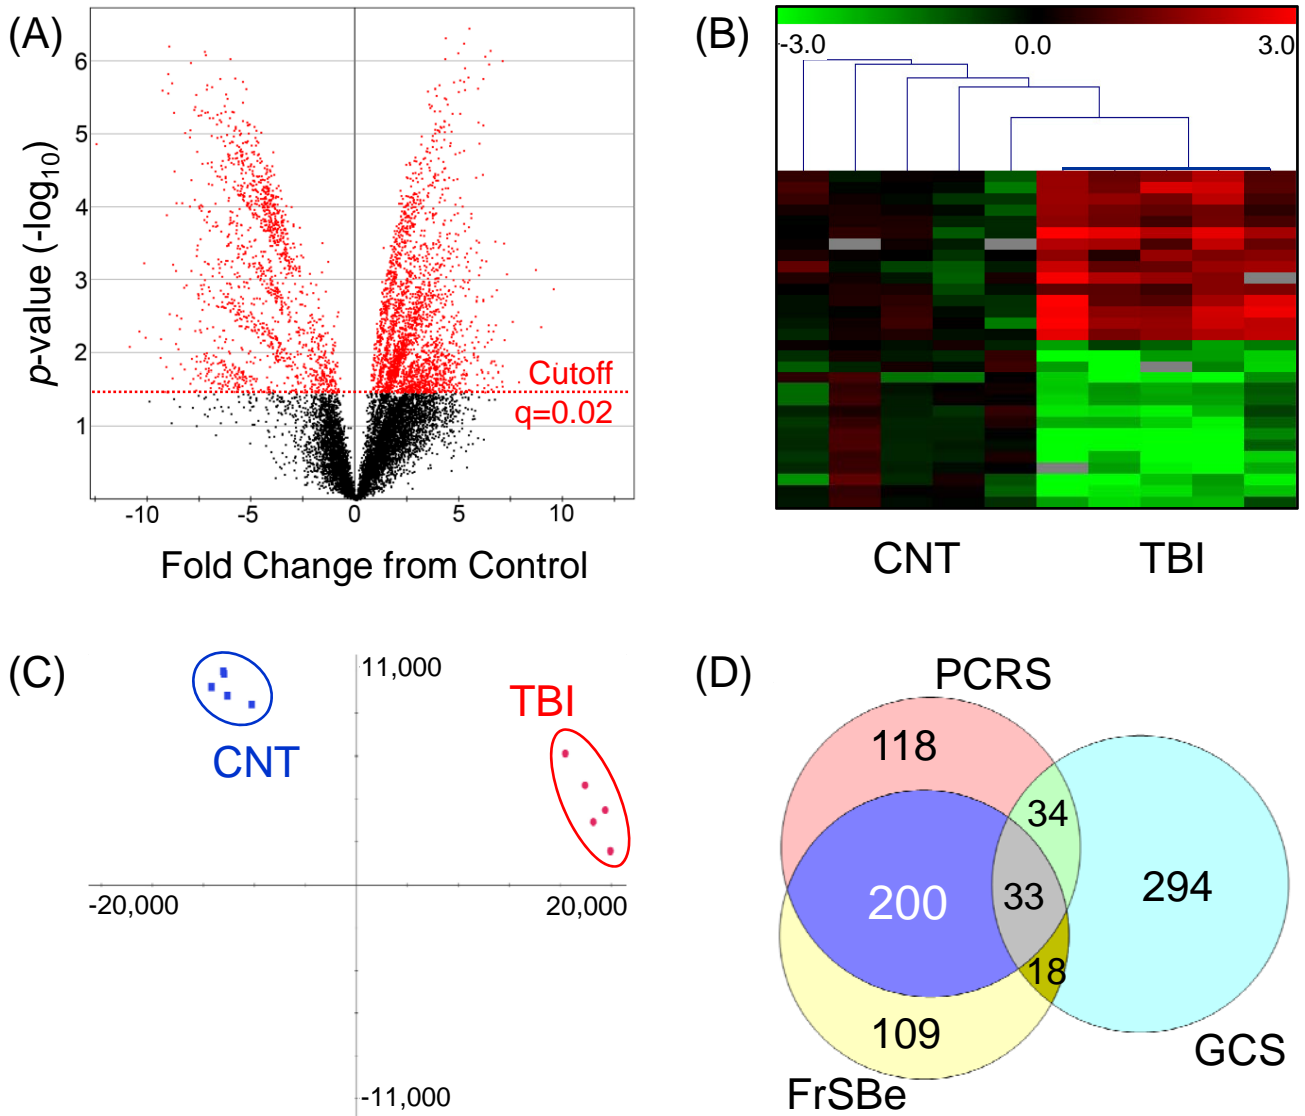 (A)
6
5
4
3
2
1
p-value (-log10)
Cutoff
q=0.02
-10
-5
0
5
10
Fold Change from Control
(B)
-3.0
0.0
3.0
CNT
TBI
(C)
11,000
TBI
CNT
-20,000
20,000
-11,000
(D)
PCRS
118
34
200
33
294
18
109
GCS
FrSBe